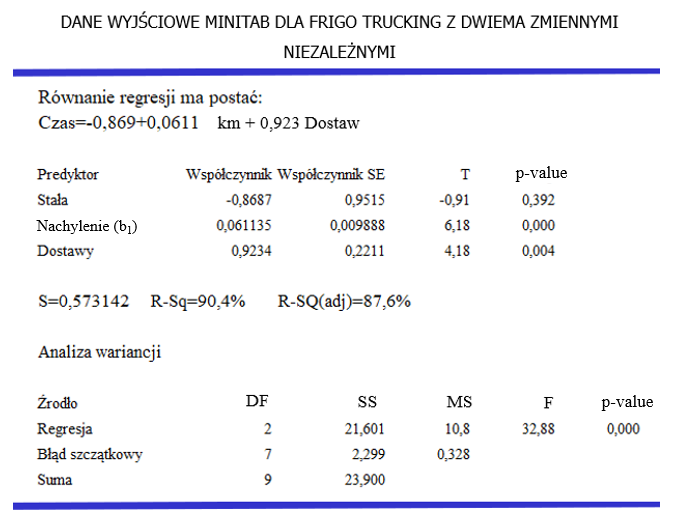 DANE WYJŚCIOWE MINITAB DLA FRIGO TRUCKING Z DWIEMA ZMIENNYMI
NIEZALEŻNYMI
Równanie regresji ma postać:
Czas=-0,869+0,0611 km + 0,923 Dostaw
Predyktor Współczynnik Współczynnik SE T p-value
Stała -0,8687 0,9515 -0,91 0,392
Nachylenie (b1) 0,061135 0,009888 6,18 0,000
Dostawy 0,9234 0,2211 4,18 0,004
S=0,573142 R-Sq=90,4% R-SQ(adj)=87,6%
Analiza wariancji
Źrodło DF SS MS F p-value
Regresja 2 21,601 10,8 32,88 0,000
Błąd szczątkowy 7 2,299 0,328
Suma 9 23,900